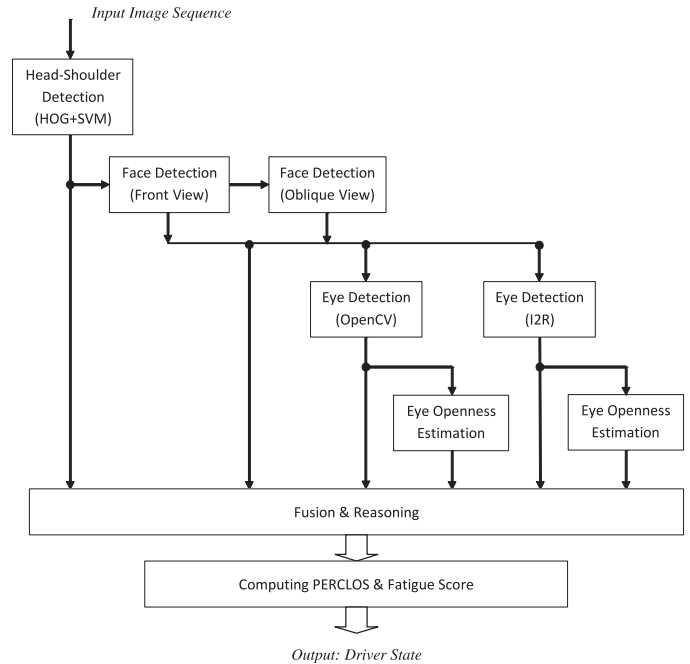 Input Image Sequence
Head-Shoulder
Detection
(HOG+SVM)
Face Detection
(Front View)
Face Detection
(Oblique View)
Eye Detection
(OpenCV)
Eye Detection
(I2R)
Eye Openness
Estimation
Eye Openness
Estimation
Fusion & Reasoning
Computing PERCLOS & Fatigue Score
Output: Driver State